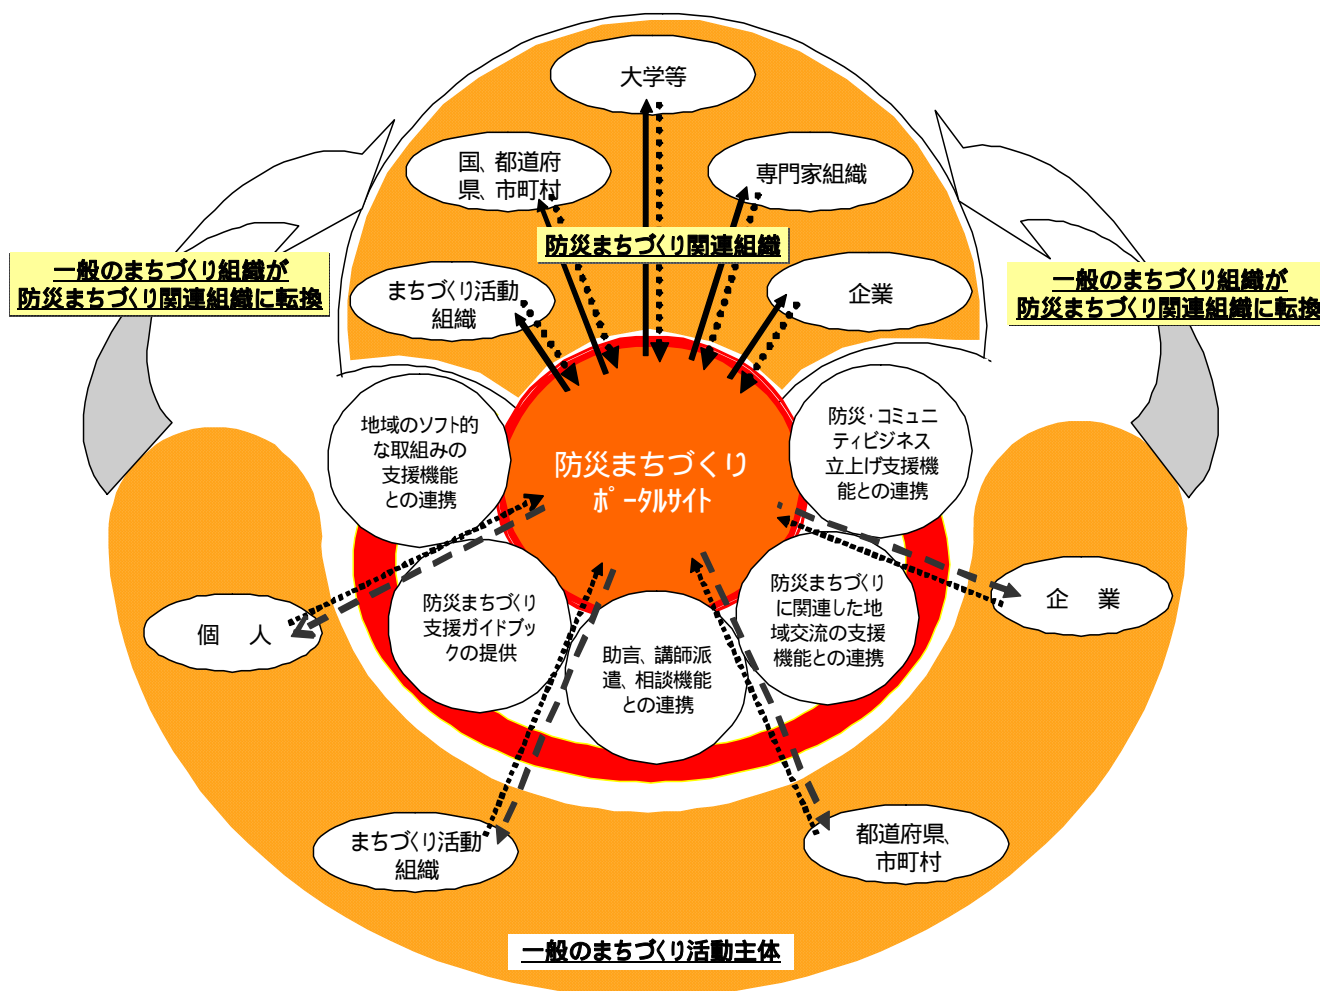 大学等
国、都道府
県、市町村
専門家組織
防災まちづくり関連組織
一般のまちづくり組織が
防災まちづくり関連組織に転換
まちづくり活動
組織
企業
一般のまちづくり組織が
防災まちづくり関連組織に転換
地域のソフト的
な取組みの
支援機能
との連携
防災まちづくり
ポータルサイト
防災・コミュニ
ティビジネス
立上げ支援機
能との連携
個　人
防災まちづくり
支援ガイドブッ
クの提供
助言、講師派
遣、相談機能
との連携
防災まちづくり
に関連した地
域交流の支援
機能との連携
企　業
まちづくり活動
組織
都道府県、
市町村
一般のまちづくり活動主体